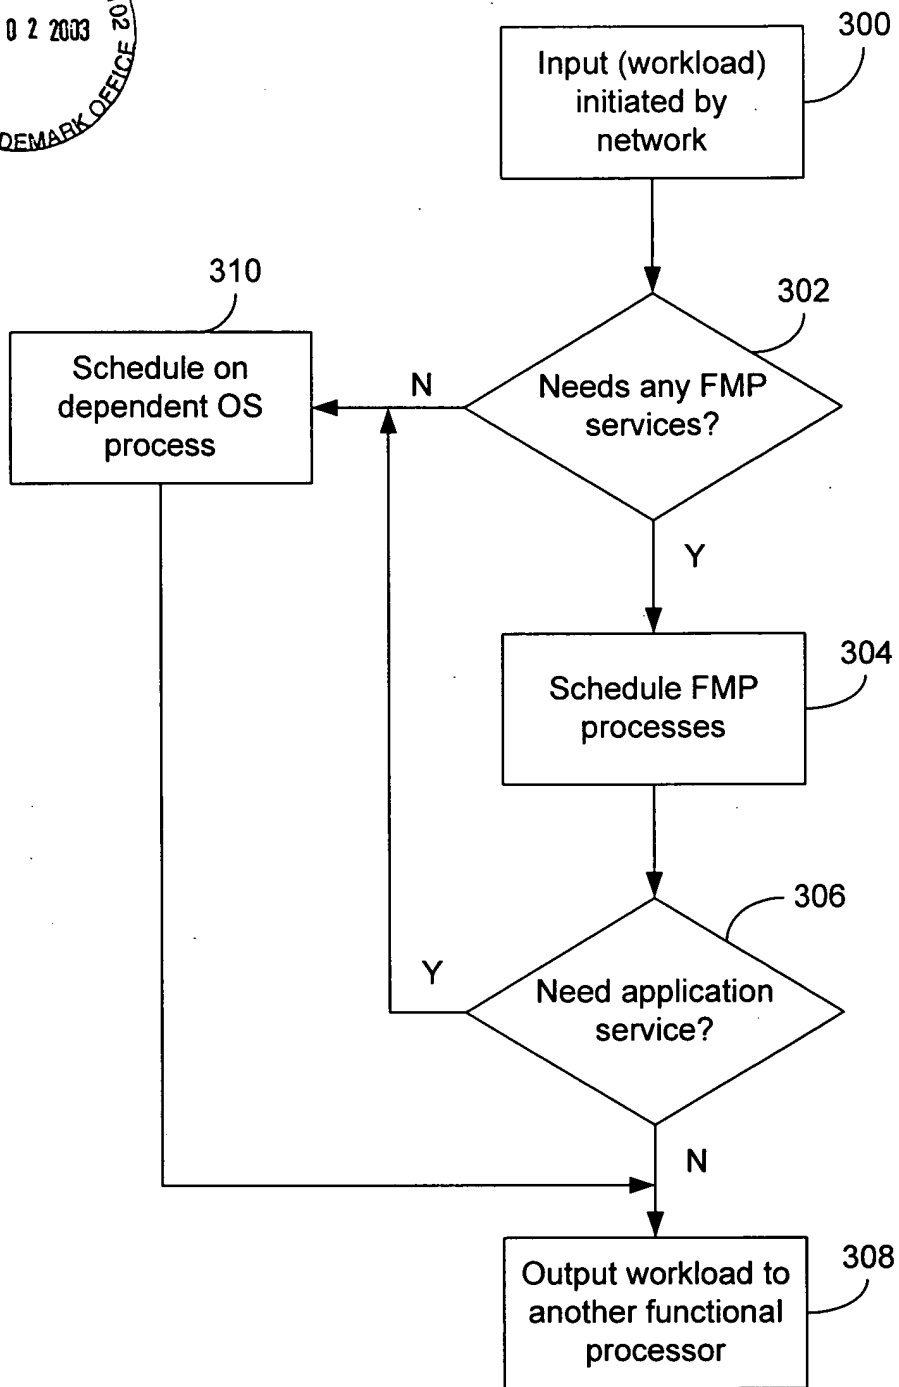 0 2 2003
02
DEMARK OFFICE
300
Input (workload)
initiated by
network
310
302
Schedule on
dependent OS
process
N
Needs any FMP
services?
Y
304
Schedule FMP
processes
306
Y
Need application
service?
N
308
Output workload to
another functional
processor